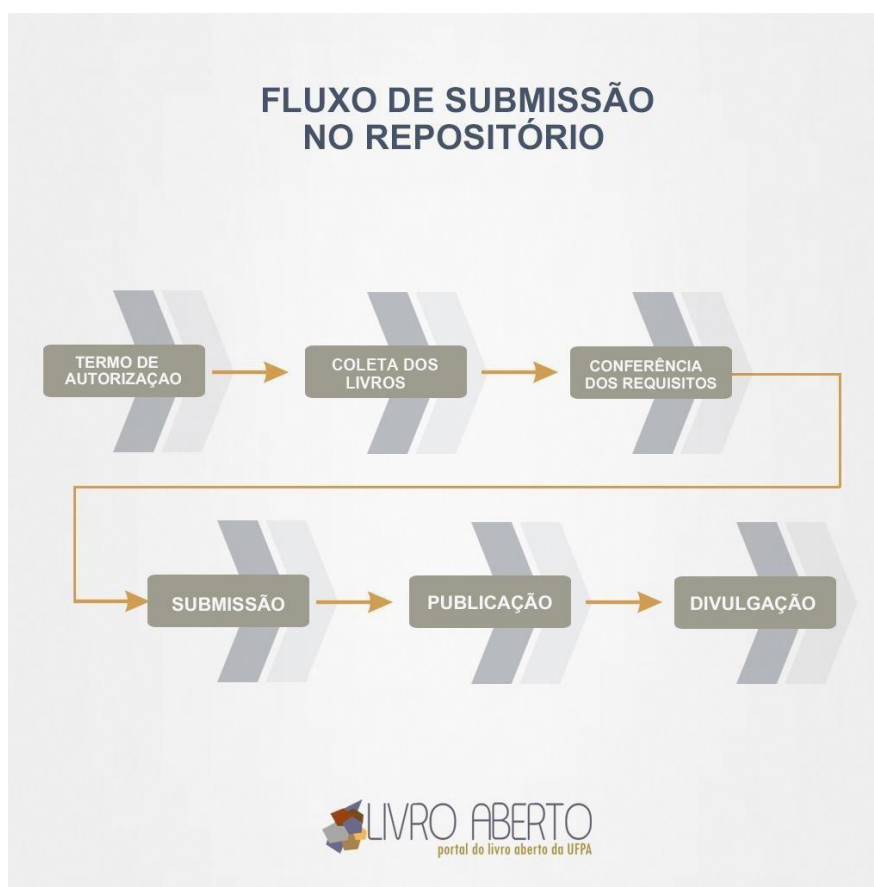 FLUXO DE SUBMISSÃO
NO REPOSITÓRIO
TERMO DE
AUTORIZAÇAO
COLETA DOS
LIVROS
CONFERÊNCIA
DOS REQUISITOS
SUBMISSÃO
PUBLICAÇÃO
DIVULGAÇÃO
LIVRO ABERTO
portal do livro aberto da UFPA